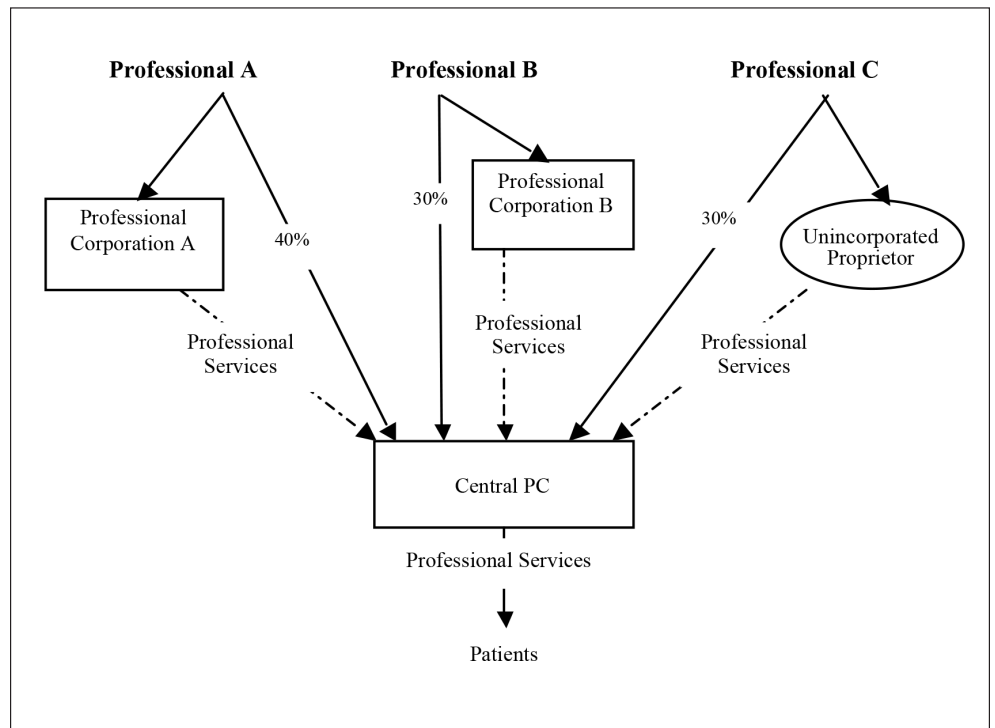 Professional A
Professional B
Professional C
Professional
Corporation A
40%
30%
Professional
Corporation B
30%
Unincorporated
Proprietor
Professional
Services
Professional
Services
Professional
Services
Central PC
Professional Services
Patients